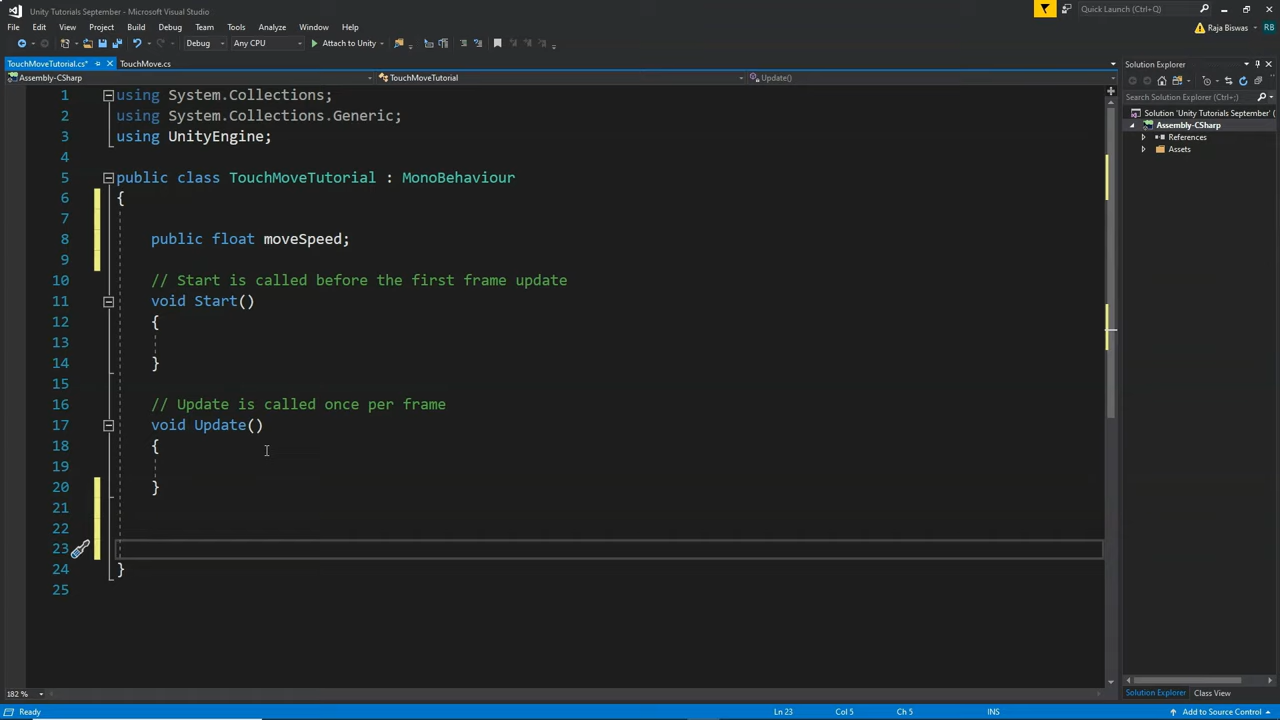 Unity Tutorials September - Microsoft Visual Studio
Quick Launch (Ctrl+Q)
File Edit View Project Build Debug Team Tools Analyze Window Help
Raja Biswas RB
Debug Any CPU Attach to Unity
TouchMoveTutorial.cs* TouchMove.cs
Assembly-CSharp TouchMoveTutorial Update()
1 using System.Collections;
2 using System.Collections.Generic;
3 using UnityEngine;
4
5 public class TouchMoveTutorial : MonoBehaviour
6 {
7
8 public float moveSpeed;
9
10 // Start is called before the first frame update
11 void Start()
12 {
13
14 }
15
16 // Update is called once per frame
17 void Update()
18 {
19
20 }
21
22
23
24 }
25
182 %
Solution Explorer
Search Solution Explorer (Ctrl+;)
Solution 'Unity Tutorials September' (
Assembly-CSharp
References
Assets
Solution Explorer Class View
Ready Ln 23 Col 5 Ch 5 INS Add to Source Control